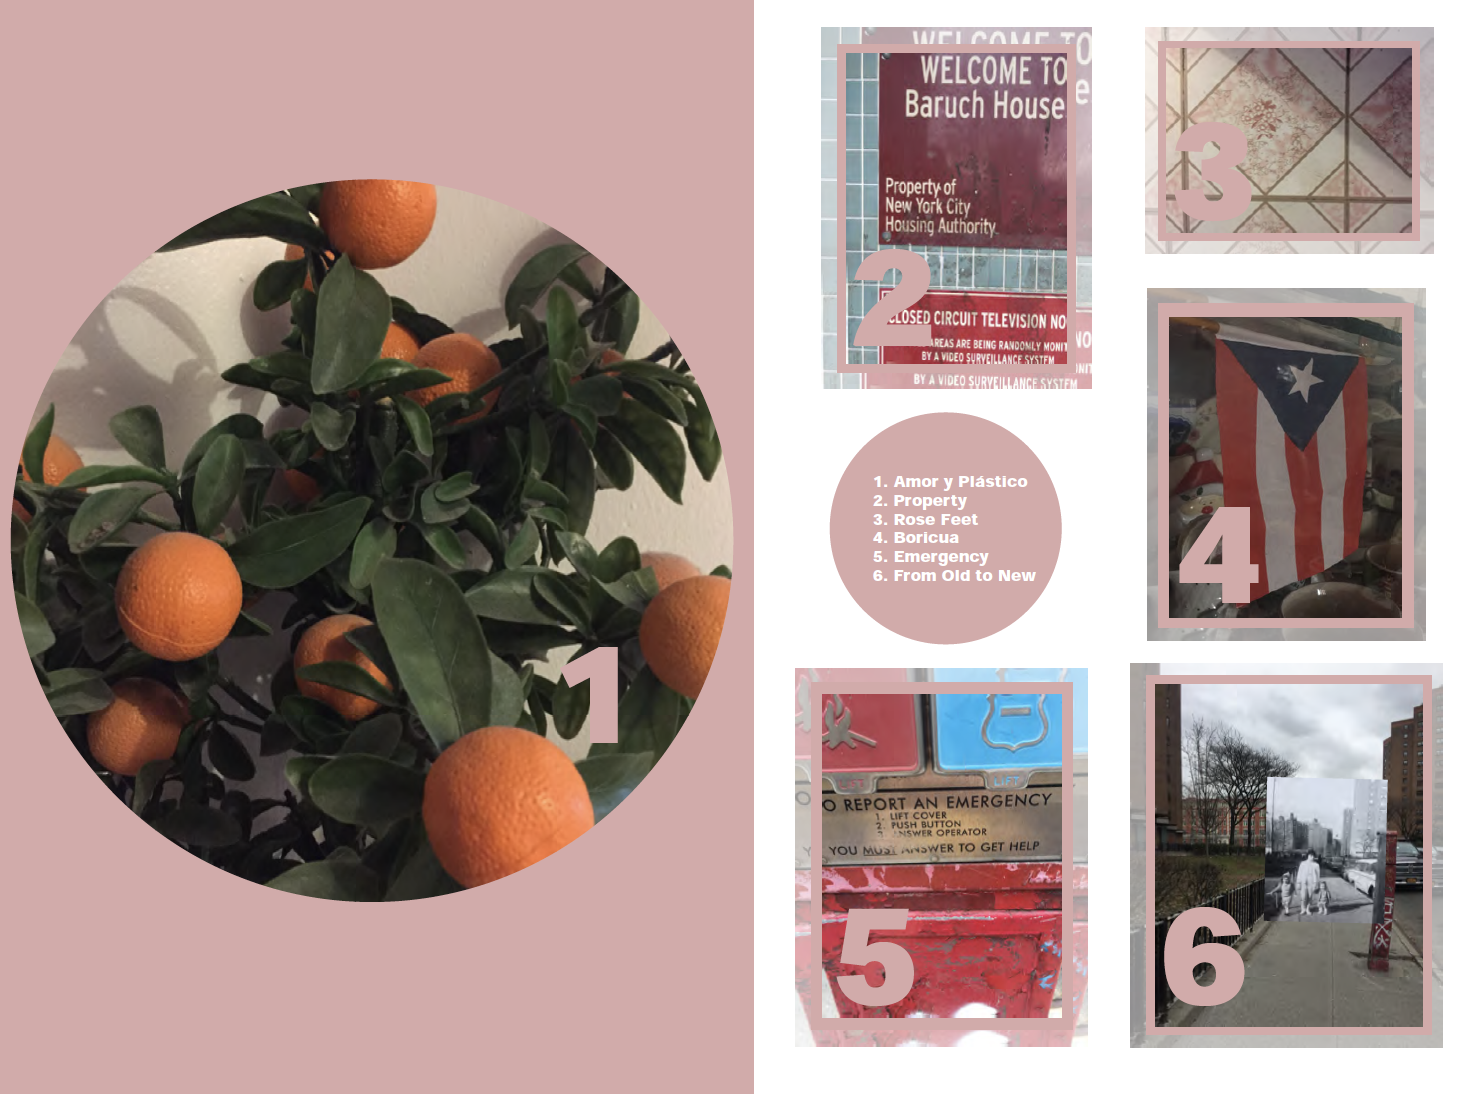 1
WELCOME TO
WELCOME TO
Baruch House
Property of
New York City
Housing Authority
2
CLOSED CIRCUIT TELEVISION NO
AREAS ARE BEING RANDOMLY MONIT
BY A VIDEO SURVEILLANCE SYSTEM
BY A VIDEO SURVEILLANCE SYSTEM
3
4
1. Amor y Plástico
2. Property
3. Rose Feet
4. Boricua
5. Emergency
6. From Old to New
LIFT
O REPORT AN EMERGENCY
1. LIFT COVER
2. PUSH BUTTON
3. ANSWER OPERATOR
YOU MUST ANSWER TO GET HELP
5
6